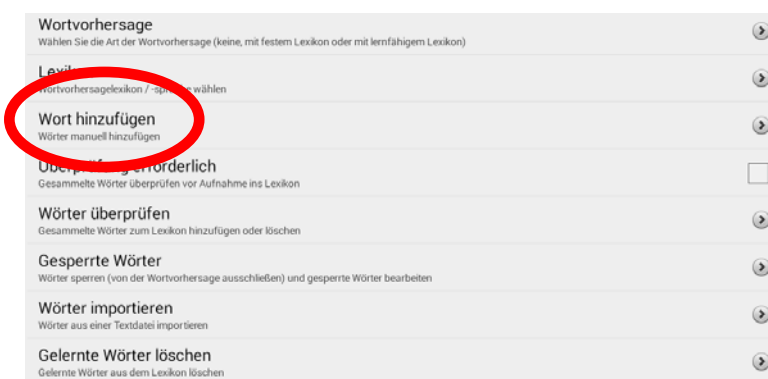 Wortvorhersage
Wählen Sie die Art der Wortvorhersage (keine, mit festem Lexikon oder mit lernfähigem Lexikon)
Lexikon
Wortvorhersagelexikon / -sprache wählen
Wort hinzufügen
Wörter manuell hinzufügen
Überprüfung erforderlich
Gesammelte Wörter überprüfen vor Aufnahme ins Lexikon
Wörter überprüfen
Gesammelte Wörter zum Lexikon hinzufügen oder löschen
Gesperrte Wörter
Wörter sperren (von der Wortvorhersage ausschließen) und gesperrte Wörter bearbeiten
Wörter importieren
Wörter aus einer Textdatei importieren
Gelernte Wörter löschen
Gelernte Wörter aus dem Lexikon löschen